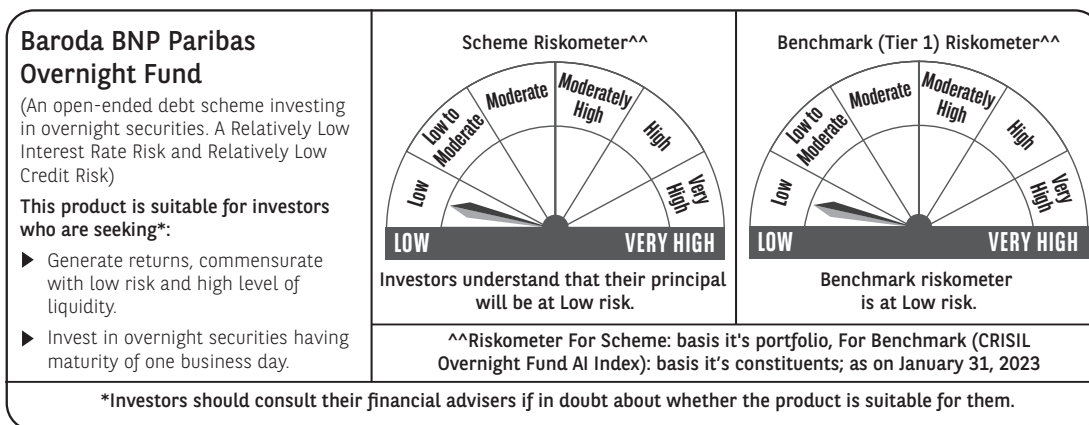 Baroda BNP Paribas
Overnight Fund
(An open-ended debt scheme investing
in overnight securities. A Relatively Low
Interest Rate Risk and Relatively Low
Credit Risk)
This product is suitable for investors
who are seeking*:
▶ Generate returns, commensurate
with low risk and high level of
liquidity.
▶ Invest in overnight securities having
maturity of one business day.
Scheme Riskometer^^
Low
Low to
Moderate
Moderate
Moderately
High
High
Very
High
LOW
VERY HIGH
Investors understand that their principal
will be at Low risk.
Benchmark (Tier 1) Riskometer^^
Low
Low to
Moderate
Moderate
Moderately
High
High
Very
High
LOW
VERY HIGH
Benchmark riskometer
is at Low risk.
^^Riskometer For Scheme: basis it's portfolio, For Benchmark (CRISIL
Overnight Fund AI Index): basis it’s constituents; as on January 31, 2023
*Investors should consult their financial advisers if in doubt about whether the product is suitable for them.